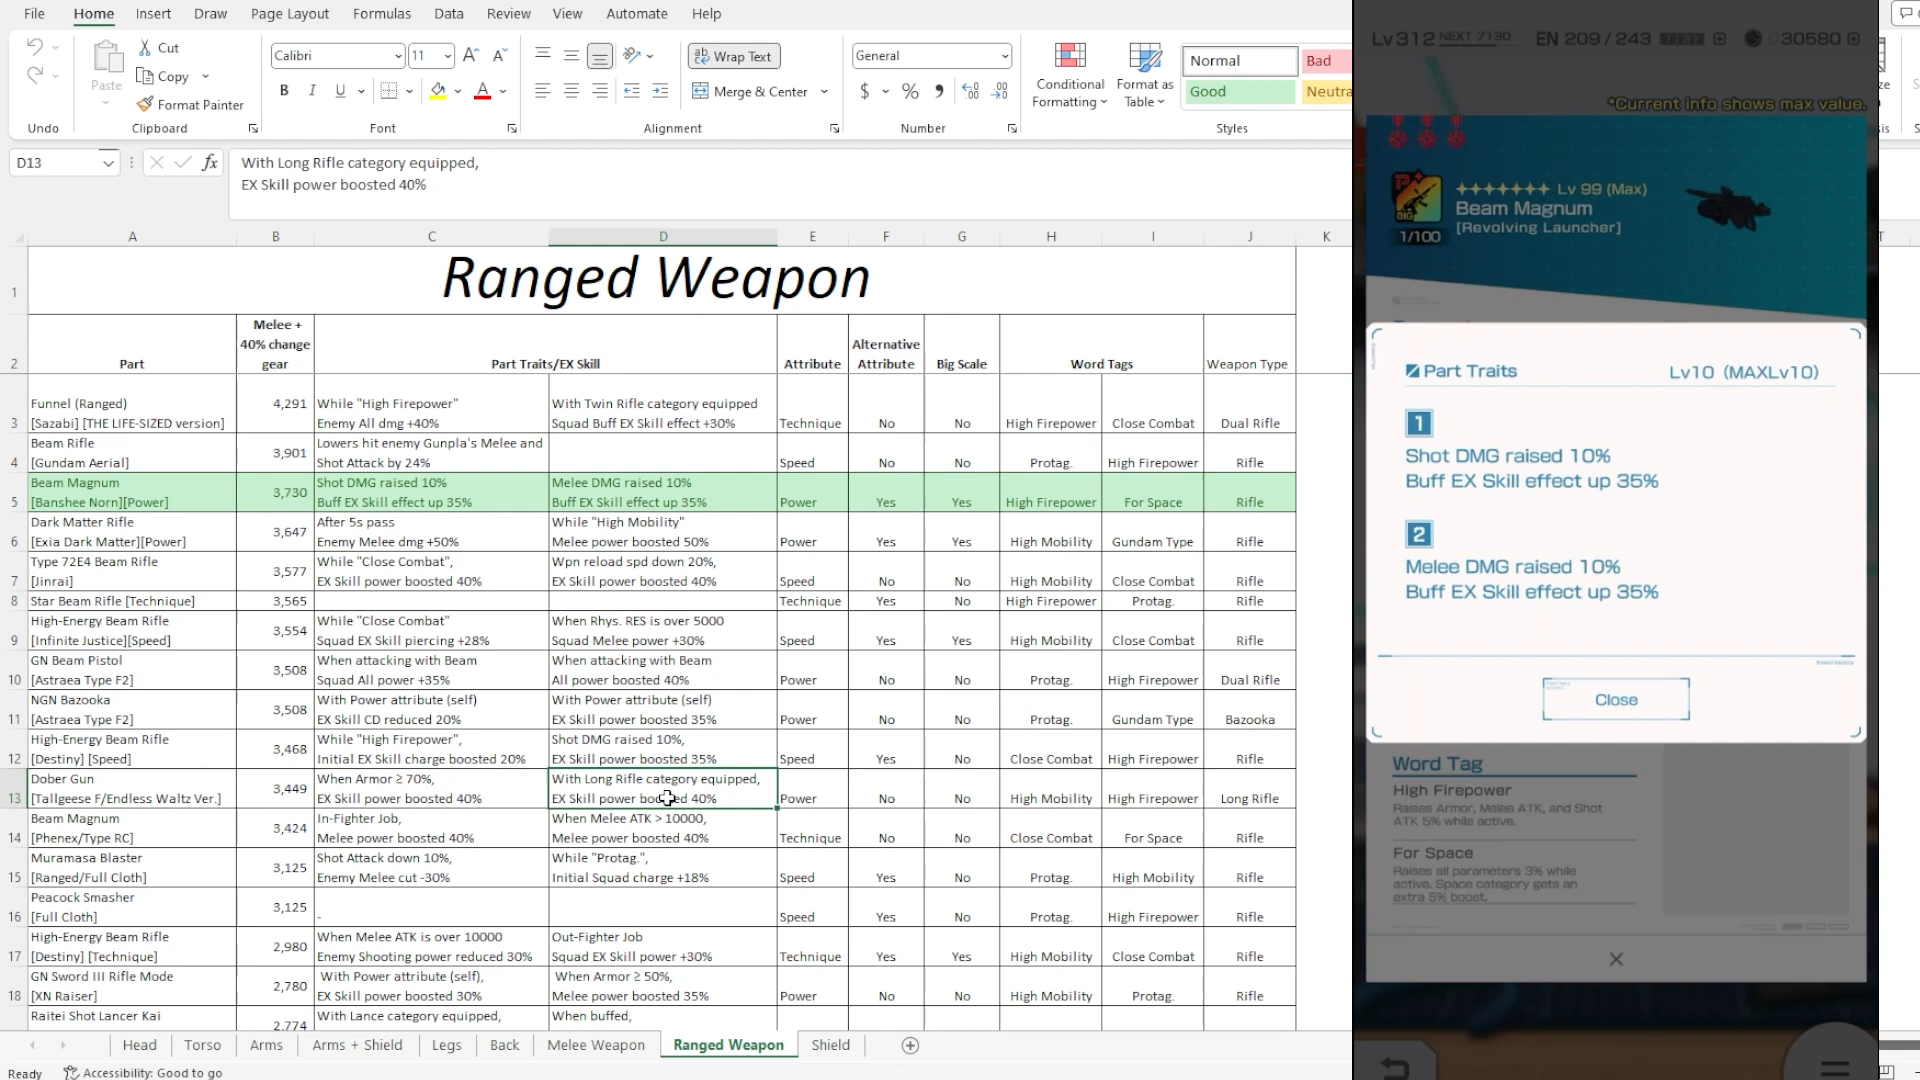 File Home Insert Draw Page Layout Formulas Data Review View Automate Help
Cut
Copy
Format Painter
Paste
Calibri 11
B I U
Wrap Text
Merge & Center
General
Conditional Formatting
Format as Table
Normal Bad
Good Neutra
Undo Clipboard Font Alignment Number Styles
D13
fx
With Long Rifle category equipped,
EX Skill power boosted 40%
A B C D E F G H I J K
1 Ranged Weapon
2 Part Melee + 40% change gear Part Traits/EX Skill Attribute Alternative Attribute Big Scale Word Tags Weapon Type
3 Funnel (Ranged) [Sazabi] [THE LIFE-SIZED version] 4,291 While "High Firepower" Enemy All dmg +40% With Twin Rifle category equipped Squad Buff EX Skill effect +30% Technique No No High Firepower Close Combat Dual Rifle
4 Beam Rifle [Gundam Aerial] 3,901 Lowers hit enemy Gunpla's Melee and Shot Attack by 24% Speed No No Protag. High Firepower Rifle
5 Beam Magnum [Banshee Norn][Power] 3,730 Shot DMG raised 10% Buff EX Skill effect up 35% Melee DMG raised 10% Buff EX Skill effect up 35% Power Yes Yes High Firepower For Space Rifle
6 Dark Matter Rifle [Exia Dark Matter][Power] 3,647 After 5s pass Enemy Melee dmg +50% While "High Mobility" Melee power boosted 50% Power Yes Yes High Mobility Gundam Type Rifle
7 Type 72E4 Beam Rifle [Jinrai] 3,577 While "Close Combat", EX Skill power boosted 40% Wpn reload spd down 20%, EX Skill power boosted 40% Speed No No High Mobility Close Combat Rifle
8 Star Beam Rifle [Technique] 3,565 Technique Yes No High Firepower Protag. Rifle
9 High-Energy Beam Rifle [Infinite Justice][Speed] 3,554 While "Close Combat" Squad EX Skill piercing +28% When Rhys. RES is over 5000 Squad Melee power +30% Speed Yes Yes High Mobility Close Combat Rifle
10 GN Beam Pistol [Astraea Type F2] 3,508 When attacking with Beam Squad All power +35% When attacking with Beam All power boosted 40% Power No No Protag. High Firepower Dual Rifle
11 NGN Bazooka [Astraea Type F2] 3,508 With Power attribute (self) EX Skill CD reduced 20% With Power attribute (self) EX Skill power boosted 35% Power No No Protag. Gundam Type Bazooka
12 High-Energy Beam Rifle [Destiny] [Speed] 3,468 While "High Firepower", Initial EX Skill charge boosted 20% Shot DMG raised 10%, EX Skill power boosted 35% Speed Yes No Close Combat High Firepower Rifle
13 Dober Gun [Tallgeese F/Endless Waltz Ver.] 3,449 When Armor ≥ 70%, EX Skill power boosted 40% With Long Rifle category equipped, EX Skill power boosted 40% Power No No High Mobility High Firepower Long Rifle
14 Beam Magnum [Phenex/Type RC] 3,424 In-Fighter Job, Melee power boosted 40% When Melee ATK > 10000, Melee power boosted 40% Technique No No Close Combat For Space Rifle
15 Muramasa Blaster [Ranged/Full Cloth] 3,125 Shot Attack down 10%, Enemy Melee cut -30% While "Protag.", Initial Squad charge +18% Speed Yes No Protag. High Mobility Rifle
16 Peacock Smasher [Full Cloth] 3,125 - Speed Yes No Protag. High Firepower Rifle
17 High-Energy Beam Rifle [Destiny] [Technique] 2,980 When Melee ATK is over 10000 Enemy Shooting power reduced 30% Out-Fighter Job Squad EX Skill power +30% Technique Yes Yes High Mobility Close Combat Rifle
18 GN Sword III Rifle Mode [XN Raiser] 2,780 With Power attribute (self), EX Skill power boosted 30% When Armor ≥ 50%, Melee power boosted 35% Power No No High Mobility Protag. Rifle
Raitei Shot Lancer Kai 2,774 With Lance category equipped, When buffed,
Head Torso Arms Arms + Shield Legs Back Melee Weapon Ranged Weapon Shield
Ready Accessibility: Good to go
Lv312 NEXT 7130 EN 209/243 30580
*Current info shows max value.
Lv 99 (Max)
Beam Magnum
[Revolving Launcher]
BIG
1/100
Part Traits Lv10 (MAXLv10)
1
Shot DMG raised 10%
Buff EX Skill effect up 35%
2
Melee DMG raised 10%
Buff EX Skill effect up 35%
Close
Word Tag
High Firepower
Raises Armor, Melee ATK, and Shot
ATK 5% while active.
For Space
Raises all parameters 3% while
active. Space category gets an
extra 5% boost.